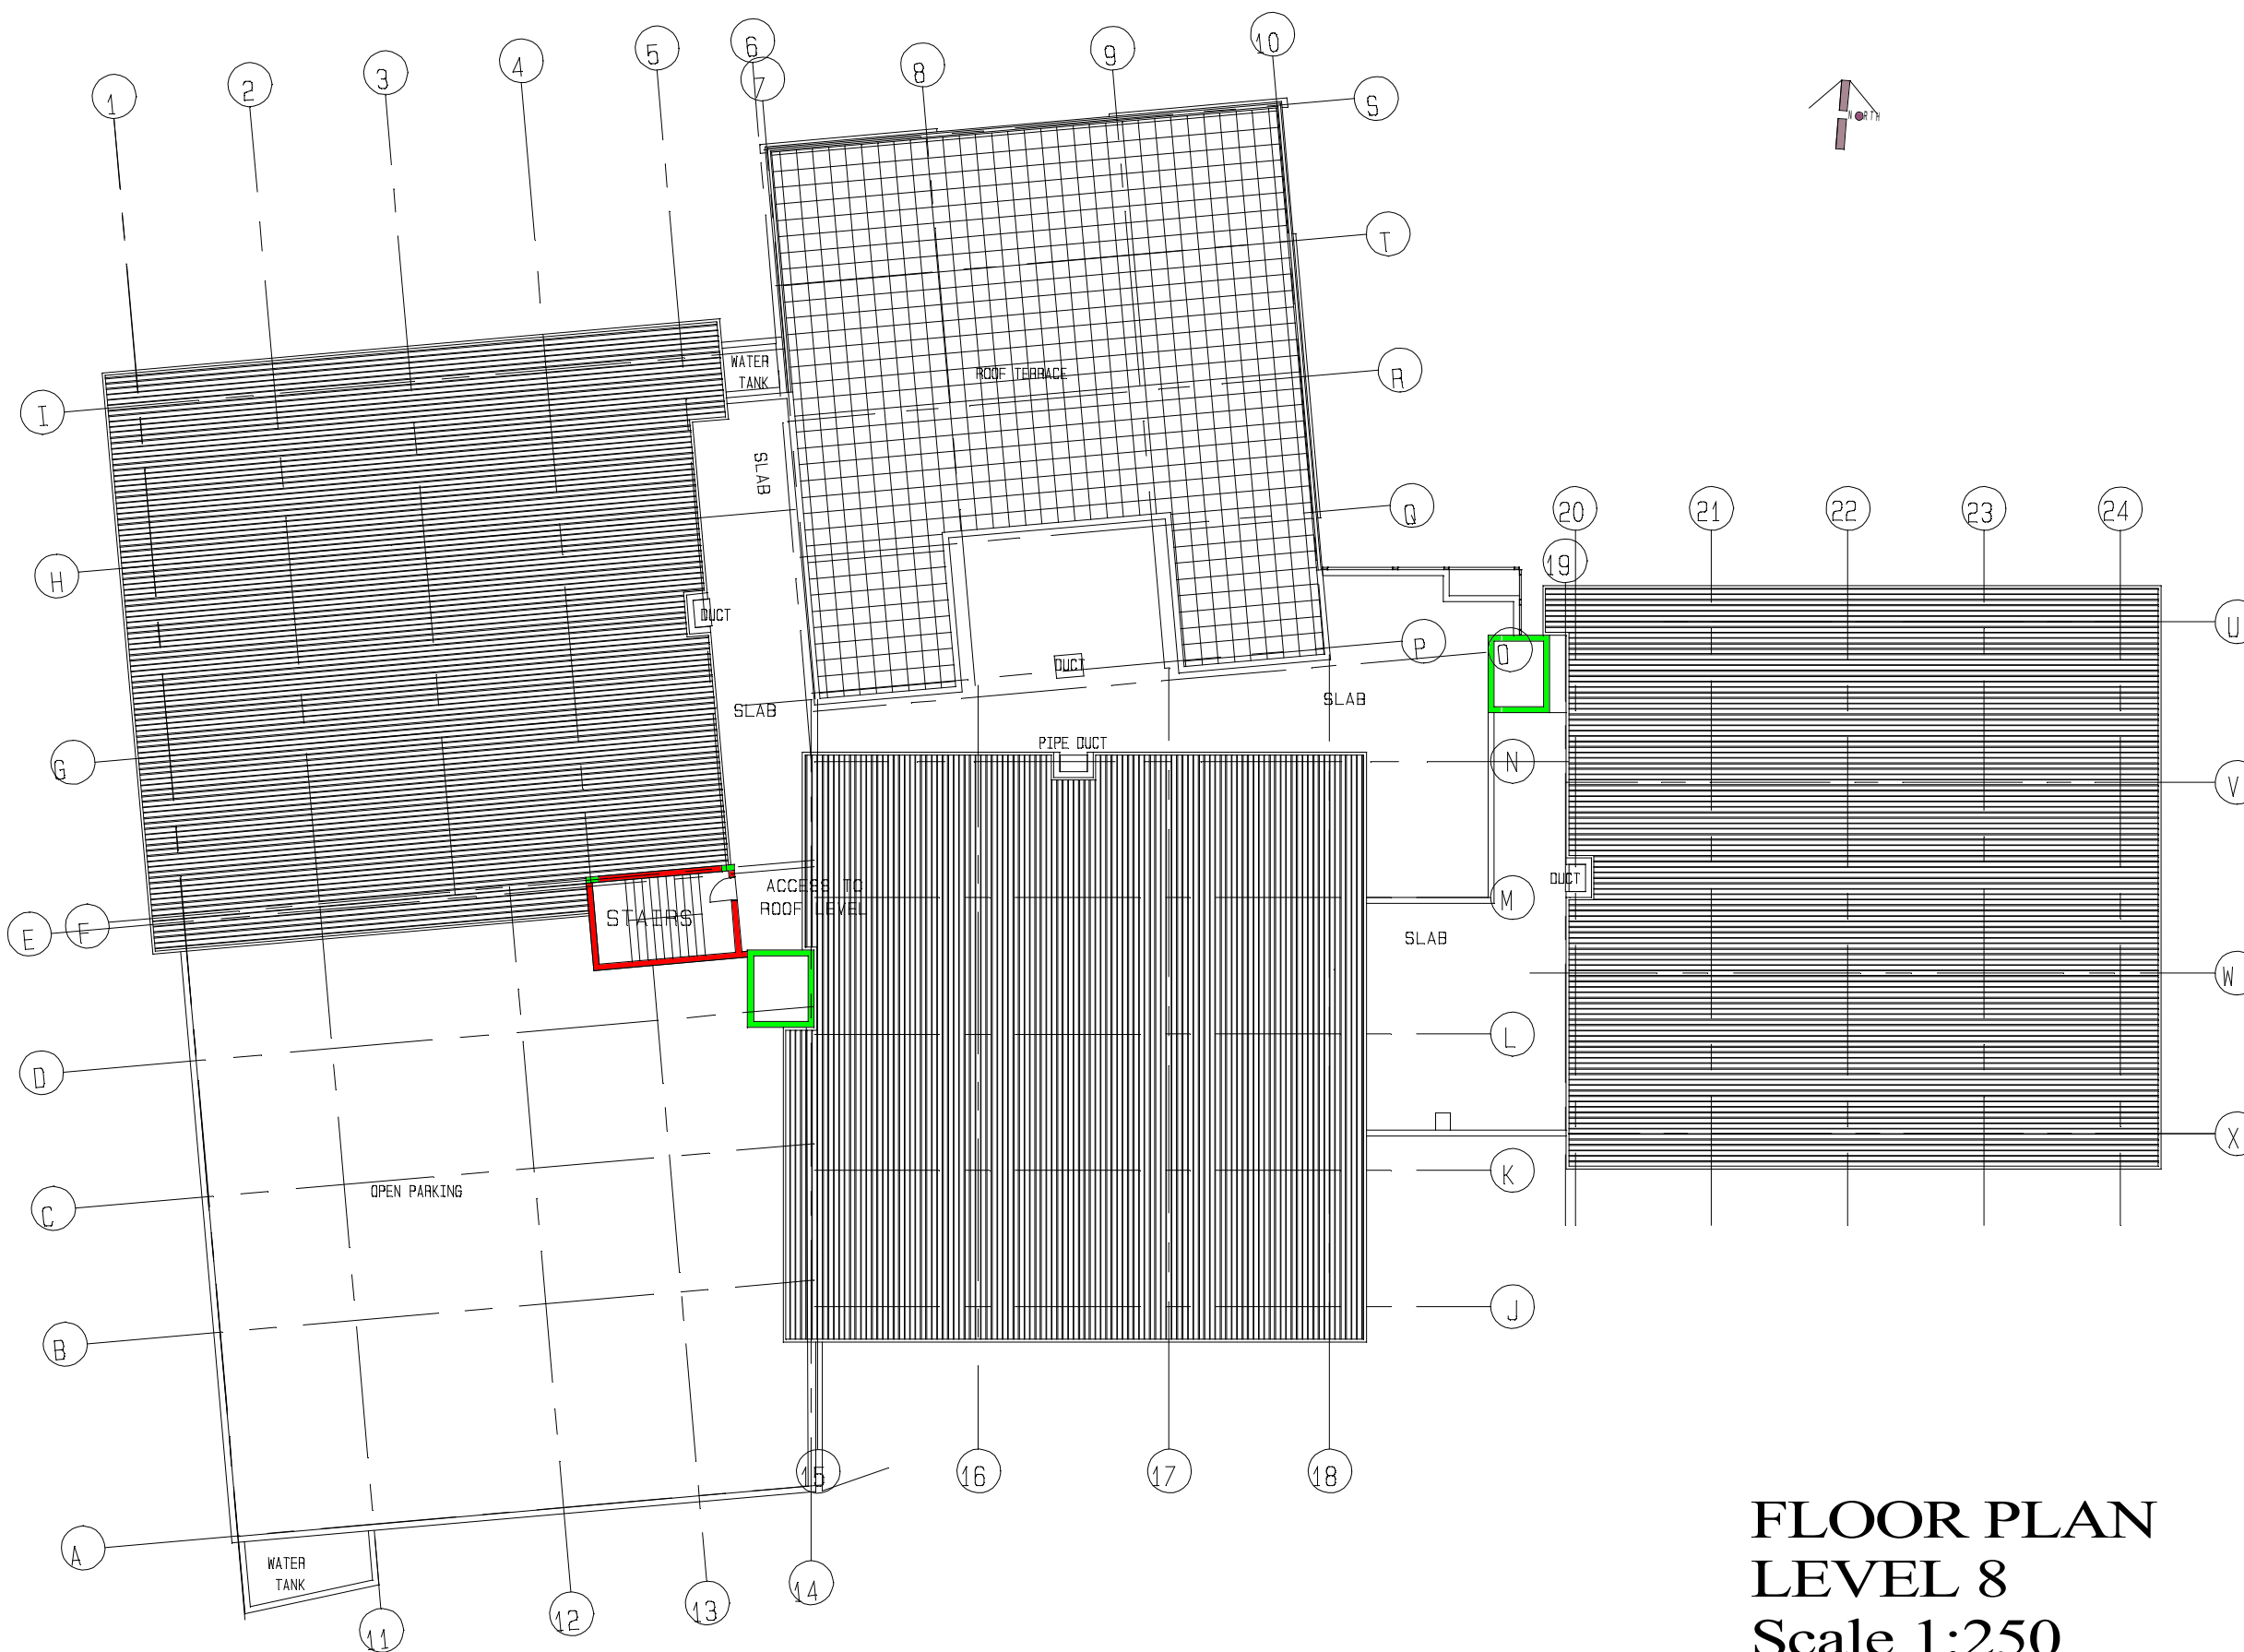 6
10
5
4
9
8
3
7
2
1
S
NORTH
T
WATER
TANK
ROOF TERRACE
R
I
SLAB
Q
20
21
22
23
24
19
H
DUCT
U
P
O
DUCT
SLAB
SLAB
PIPE DUCT
G
N
V
ACCESS TO
ROOF LEVEL
DUCT
M
STAIRS
E
F
SLAB
W
L
D
X
K
OPEN PARKING
C
J
B
15
16
17
18
FLOOR PLAN
A
WATER
TANK
LEVEL 8
14
13
12
11
Scale 1:250